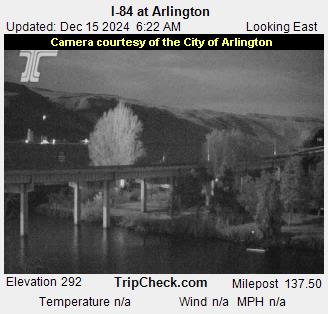 I-84 at Arlington
Updated: Dec 15 2024 6:22 AM Looking East
Camera courtesy of the City of Arlington
Elevation 292 TripCheck.com Milepost 137.50
Temperature n/a Wind n/a MPH n/a